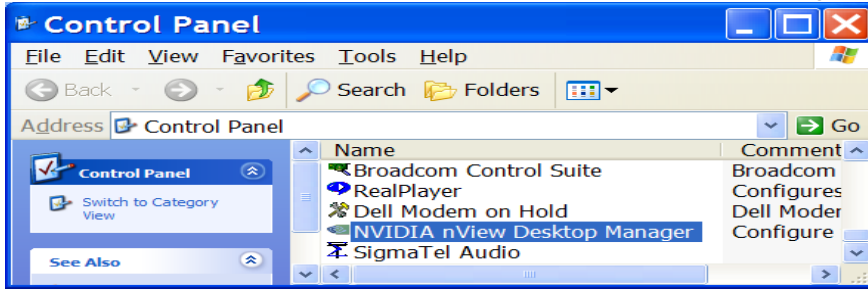 Control Panel
File Edit View Favorites Tools Help
Back Search Folders
Address Control Panel Go
Name Comment
Control Panel
Switch to Category
View
See Also
Broadcom Control Suite Broadcom
RealPlayer Configures
Dell Modem on Hold Dell Moder
NVIDIA nView Desktop Manager Configure
SigmaTel Audio